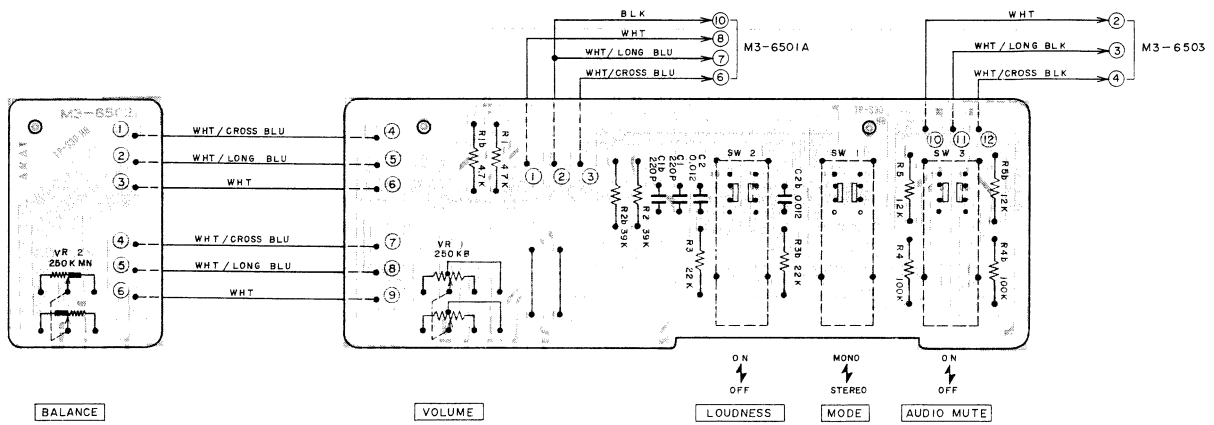 BLK
WHT
WHT/LONG BLU
WHT/CROSS BLU
10
8
7
6
M3-6501A
WHT
WHT/LONG BLK
WHT/CROSS BLK
2
3
4
M3-6503
M3-650
1
WHT/CROSS BLU
4
2
WHT/LONG BLU
5
3
WHT
6
4
WHT/CROSS BLU
7
5
WHT/LONG BLU
8
6
WHT
9
VR 2
250K MN
VR 1
250KB
R1b 4.7K
R1 4.7K
1
2
3
R2b 39K
R2 39K
C1b 220P
C1 220P
C2 0.012
R3 22K
SW 2
C2b 0.012
R3b 22K
SW 1
10
11
12
R5 12K
R4 100K
SW 3
R5b 12K
R4b 100K
ON
OFF
MONO
STEREO
ON
OFF
BALANCE
VOLUME
LOUDNESS
MODE
AUDIO MUTE